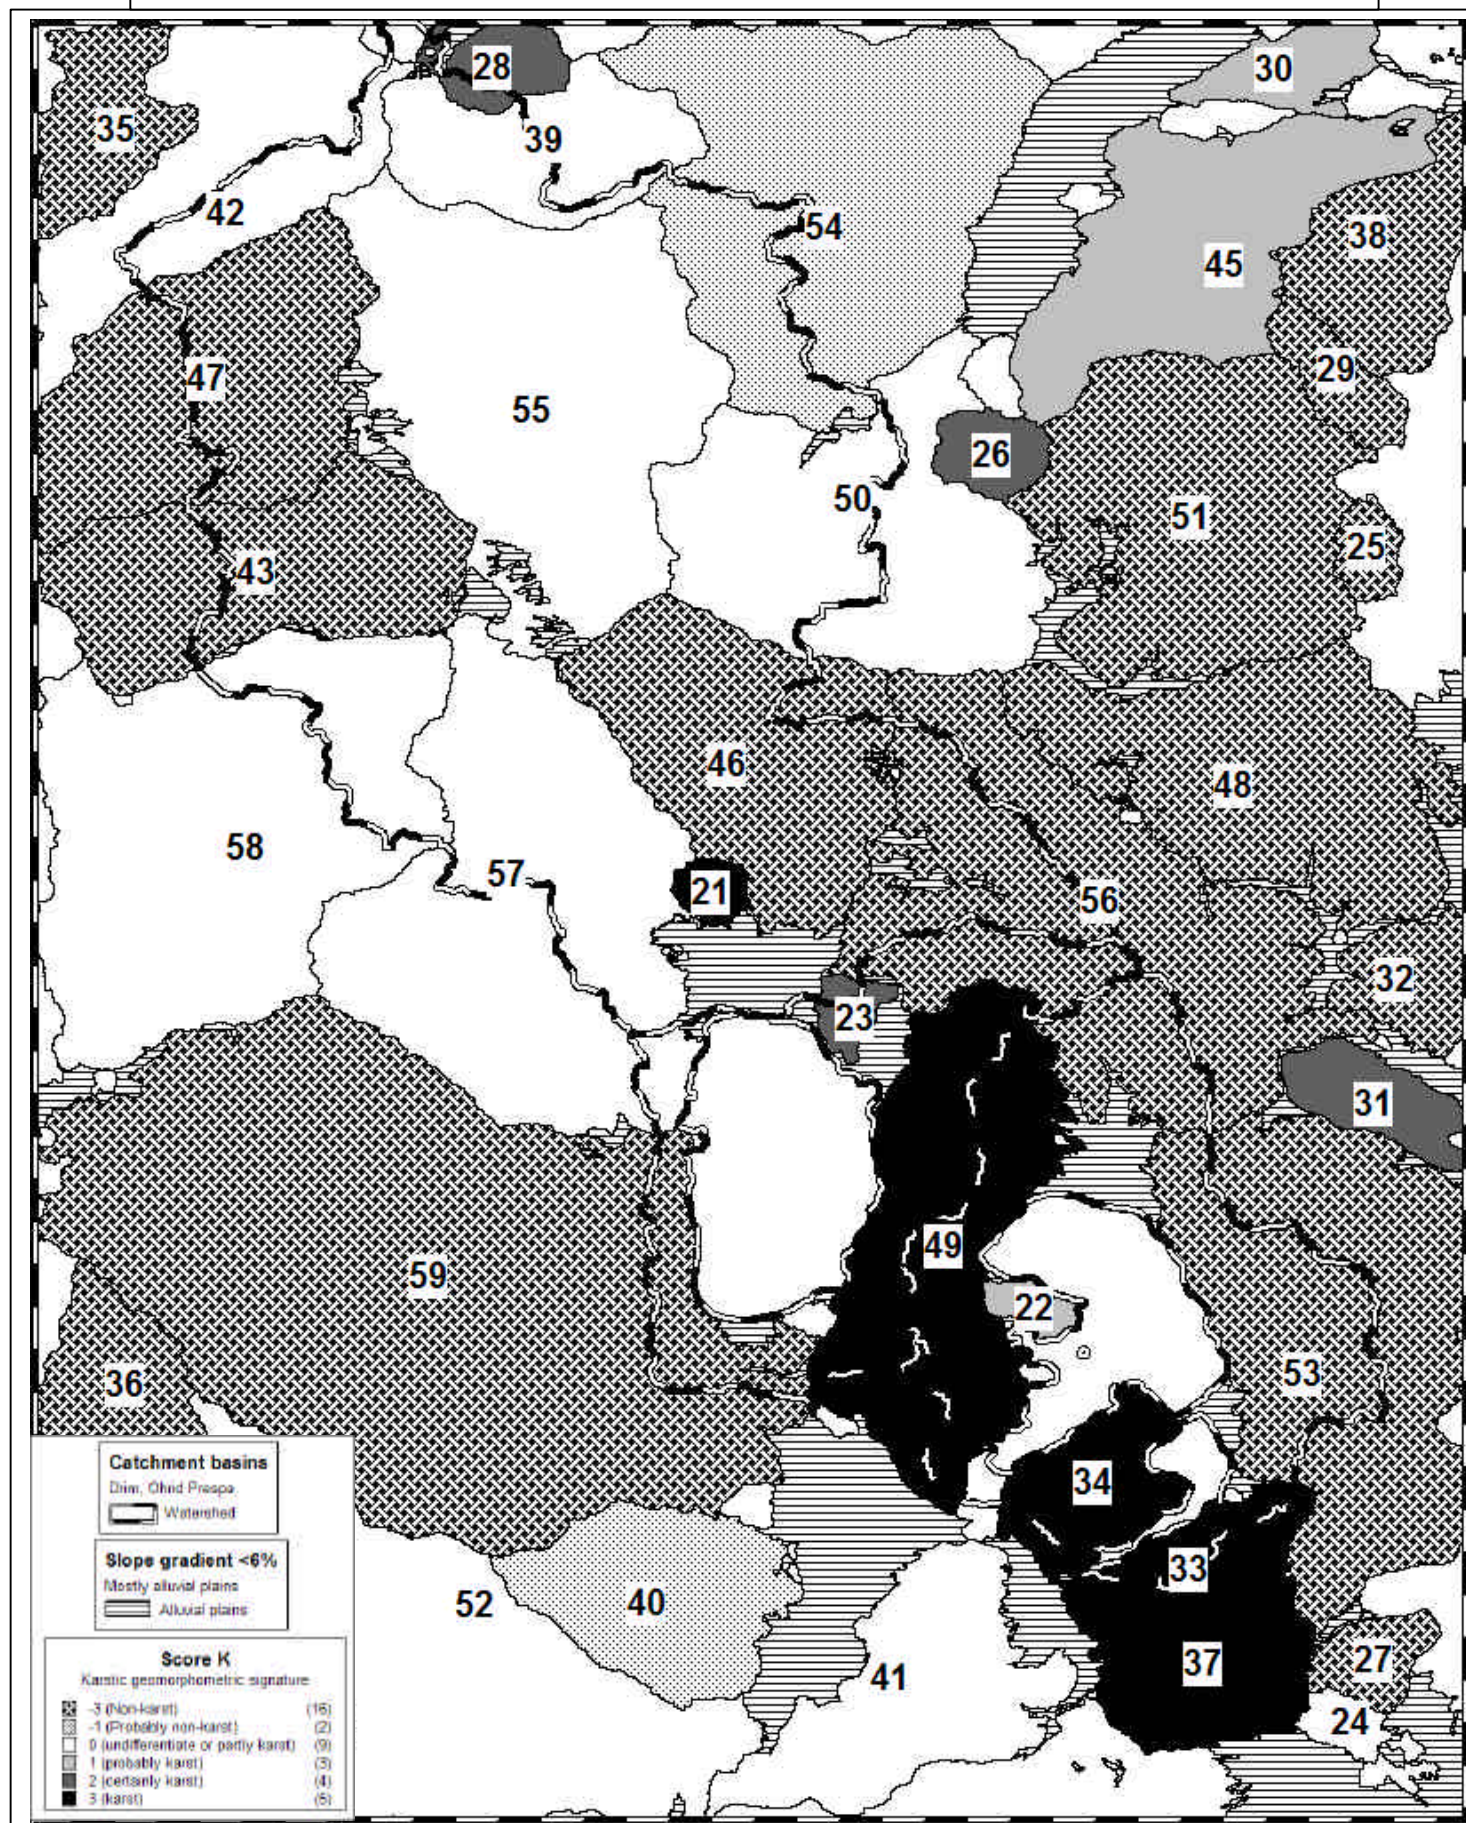 28
30
35
39
42
54
38
45
47
29
55
26
50
51
25
43
46
48
58
57
21
56
32
23
31
49
59
22
53
36
34
33
52
40
41
37
27
24
Catchment basins
Drim, Ohrid Prespa
Watershed
Slope gradient <6%
Mostly alluvial plains
Alluvial plains
Score K
Karstic geomorphometric signature
-3 (Non-karst) (16)
-1 (Probably non-karst) (2)
0 (undifferentiate or partly karst) (9)
1 (probably karst) (3)
2 (certainly karst) (4)
3 (karst) (5)